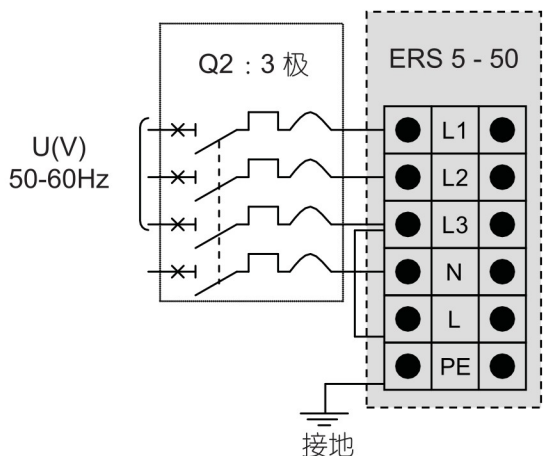 Q2 : 3 极
ERS 5 - 50
U(V)
50-60Hz
L1
L2
L3
N
L
PE
接地